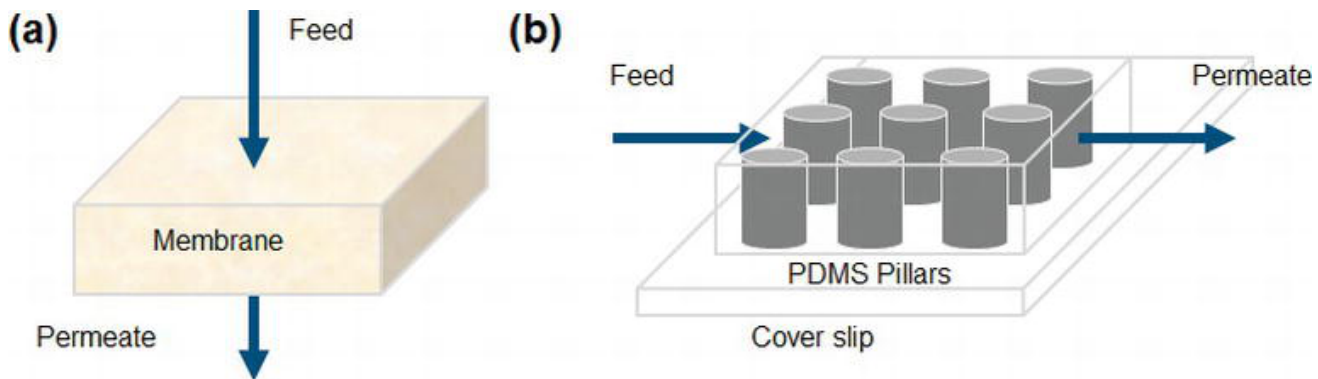 (a)
Feed
Membrane
Permeate
(b)
Feed
Permeate
PDMS Pillars
Cover slip